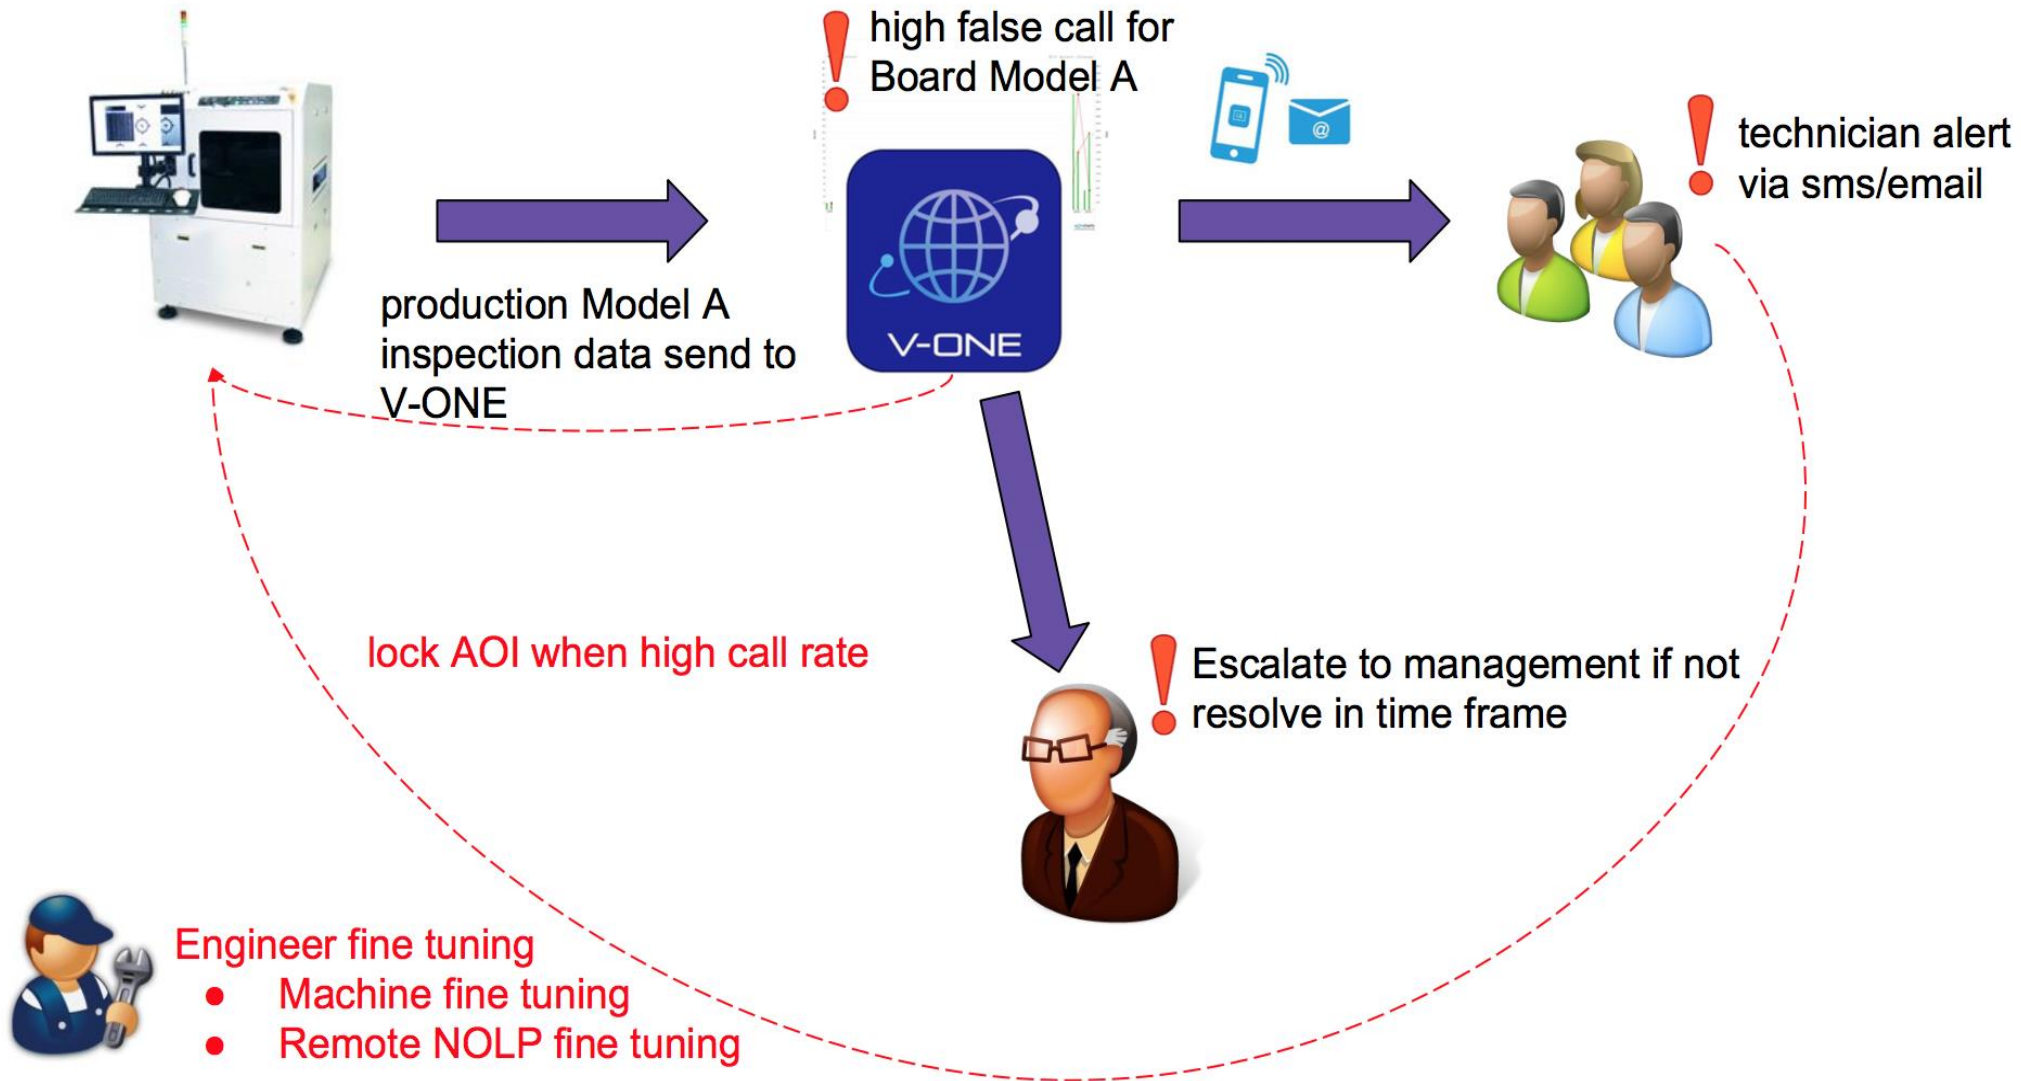 high false call for
Board Model A
technician alert
via sms/email
production Model A
inspection data send to
V-ONE
V-ONE
@
lock AOI when high call rate
Escalate to management if not
resolve in time frame
Engineer fine tuning
● Machine fine tuning
● Remote NOLP fine tuning